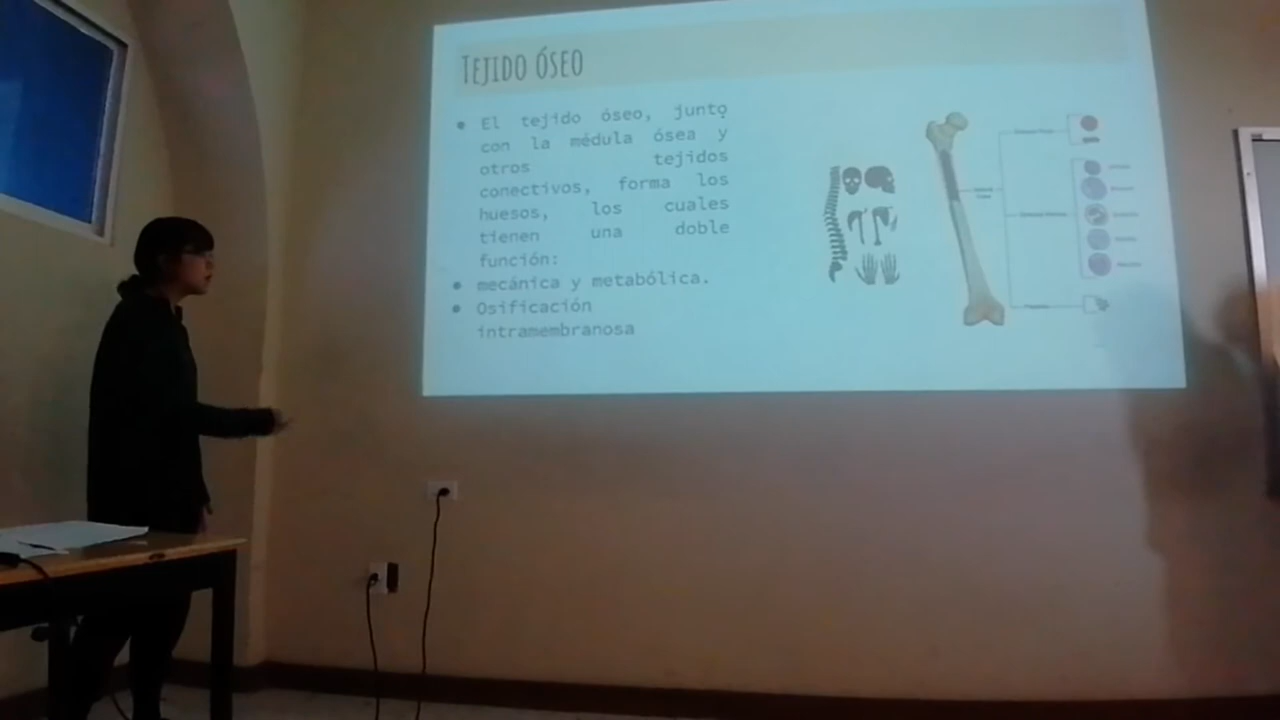 TEJIDO ÓSEO
El tejido óseo, junto
con la médula ósea y
otros tejidos
conectivos, forma los
huesos, los cuales
tienen una doble
función:
mecánica y metabólica.
Osificación
intramembranosa